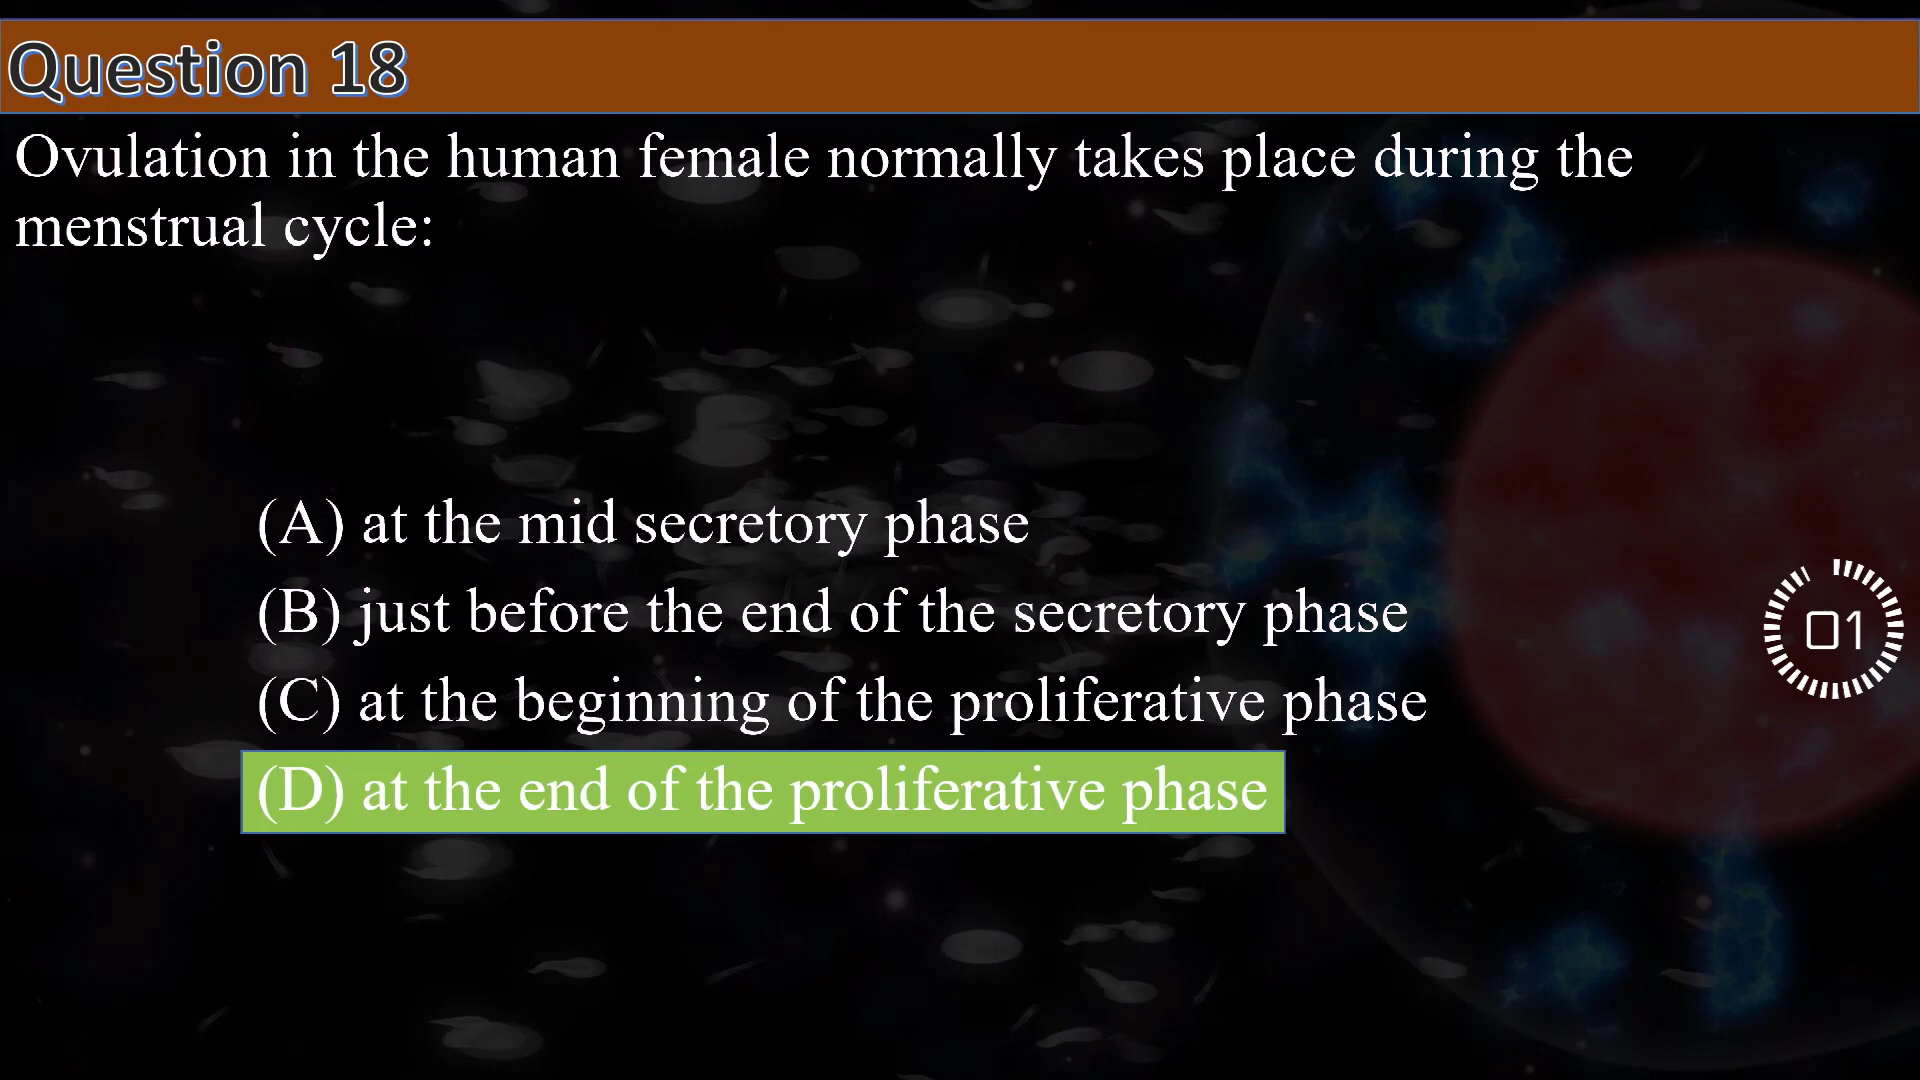 Question 18
Ovulation in the human female normally takes place during the
menstrual cycle:
(A) at the mid secretory phase
(B) just before the end of the secretory phase
(C) at the beginning of the proliferative phase
01
(D) at the end of the proliferative phase